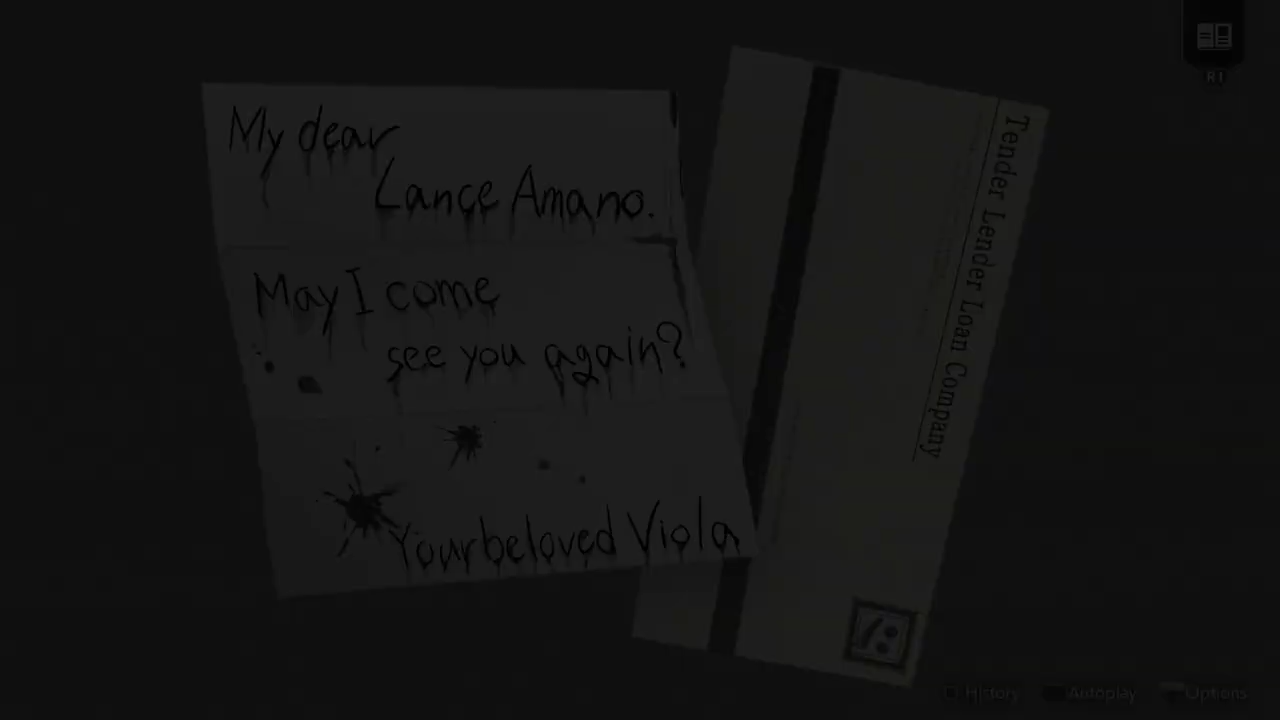 My dear
Lance Amano.
May I come
see you again?
Your beloved Viola
Tender Lender Loan Company
R1
History
Autoplay
Options